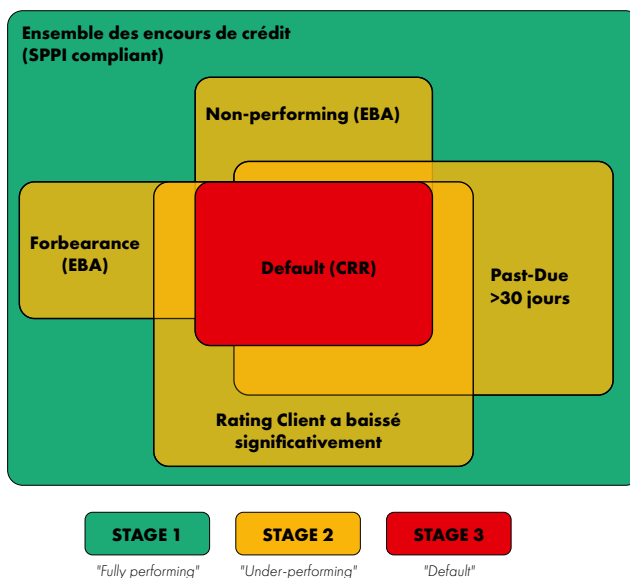 Ensemble des encours de crédit
(SPPI compliant)
Non-performing (EBA)
Forbearance
(EBA)
Default (CRR)
Past-Due
>30 jours
Rating Client a baissé
significativement
STAGE 1
STAGE 2
STAGE 3
"Fully performing"
"Under-performing"
"Default"